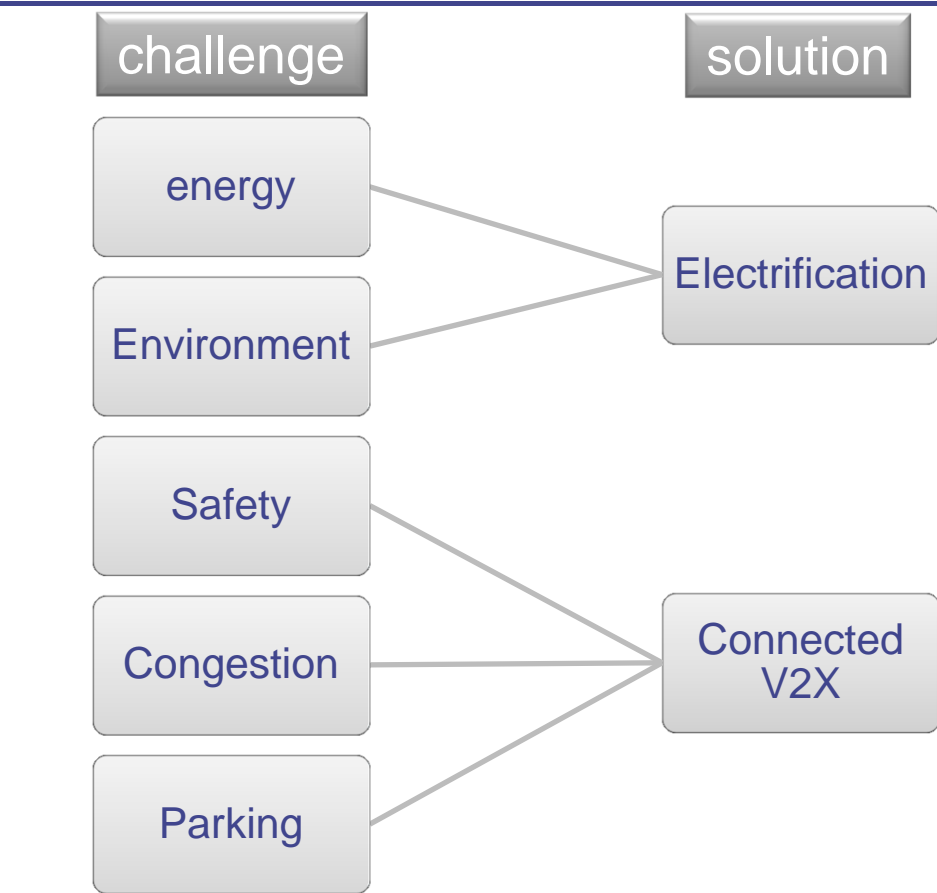 challenge
solution
energy
Environment
Safety
Congestion
Parking
Electrification
Connected
V2X